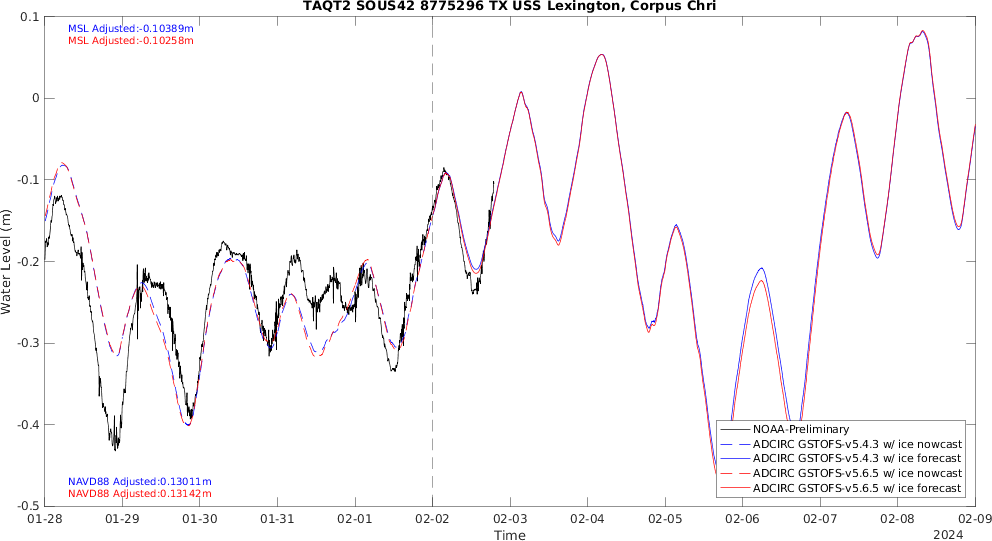 TAQT2 SOUS42 8775296 TX USS Lexington, Corpus Chri
MSL Adjusted:-0.10389m
MSL Adjusted:-0.10258m
0.1
0
-0.1
-0.2
-0.3
-0.4
-0.5
Water Level (m)
NAVD88 Adjusted:0.13011m
NAVD88 Adjusted:0.13142m
NOAA-Preliminary
ADCIRC GSTOFS-v5.4.3 w/ ice nowcast
ADCIRC GSTOFS-v5.4.3 w/ ice forecast
ADCIRC GSTOFS-v5.6.5 w/ ice nowcast
ADCIRC GSTOFS-v5.6.5 w/ ice forecast
01-28 01-29 01-30 01-31 02-01 02-02 02-03 02-04 02-05 02-06 02-07 02-08 02-09
Time
2024